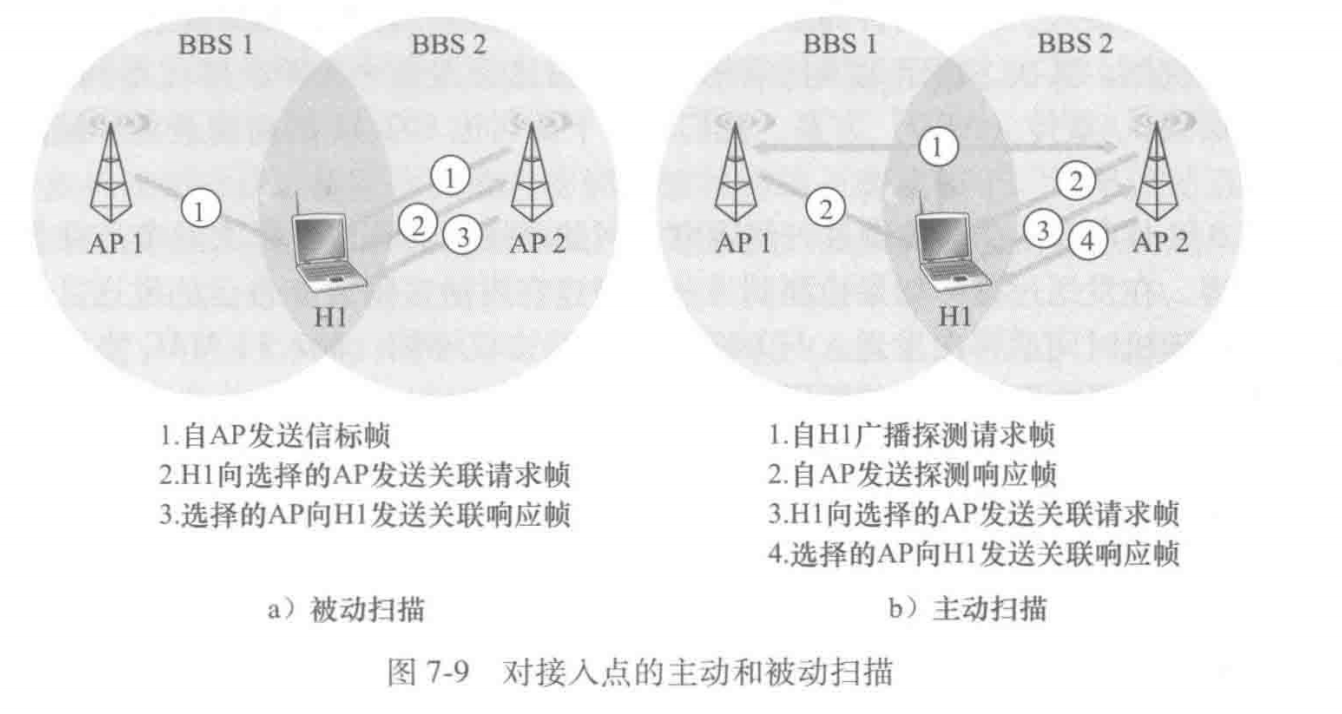 BBS 1
BBS 2
1
1
2
3
AP 1
AP 2
H1
1.自AP发送信标帧
2.H1向选择的AP发送关联请求帧
3.选择的AP向H1发送关联响应帧
a）被动扫描
BBS 1
BBS 2
1
2
2
3
4
AP 1
AP 2
H1
1.自H1广播探测请求帧
2.自AP发送探测响应帧
3.H1向选择的AP发送关联请求帧
4.选择的AP向H1发送关联响应帧
b）主动扫描
图 7-9 对接入点的主动和被动扫描